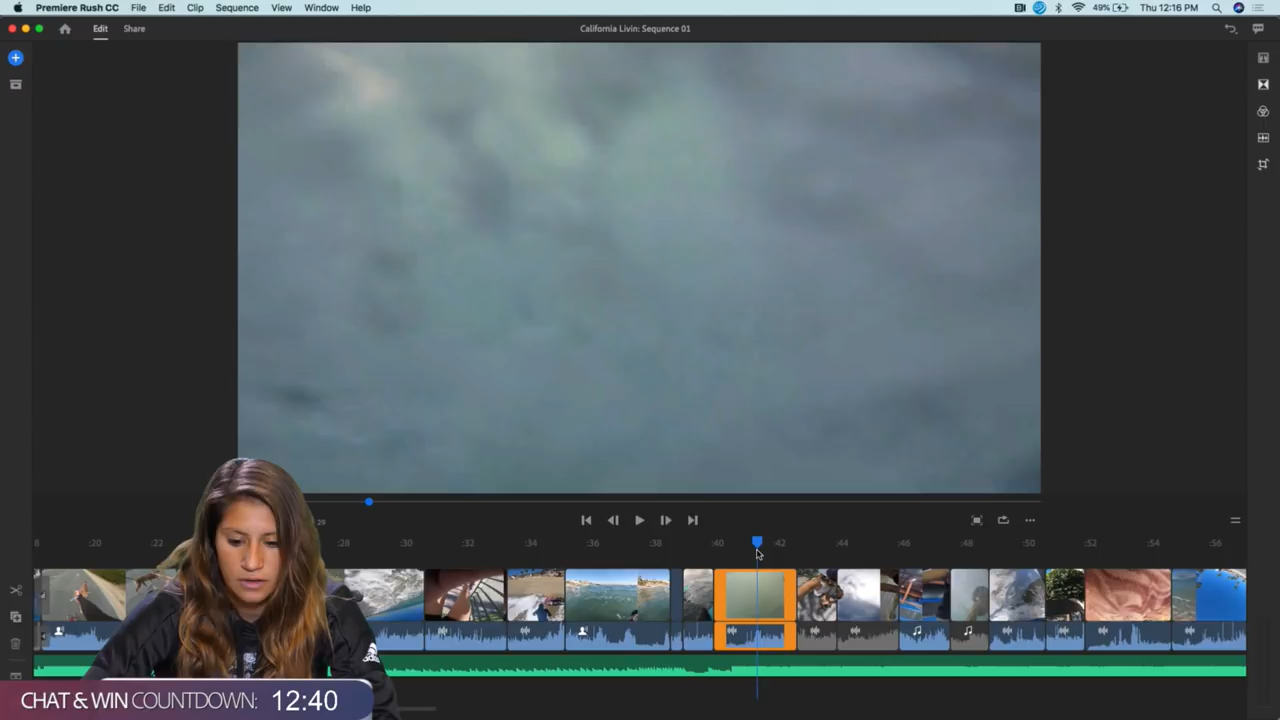 Premiere Rush CC File Edit Clip Sequence View Window Help 49% Thu 12:16 PM
Edit Share California Livin: Sequence 01
29
8 :20 :22 :30 :32 :34 :36 :38 :40 :42 :44 :46 :48 :50 :52 :54 :56
CHAT & WIN COUNTDOWN: 12:40